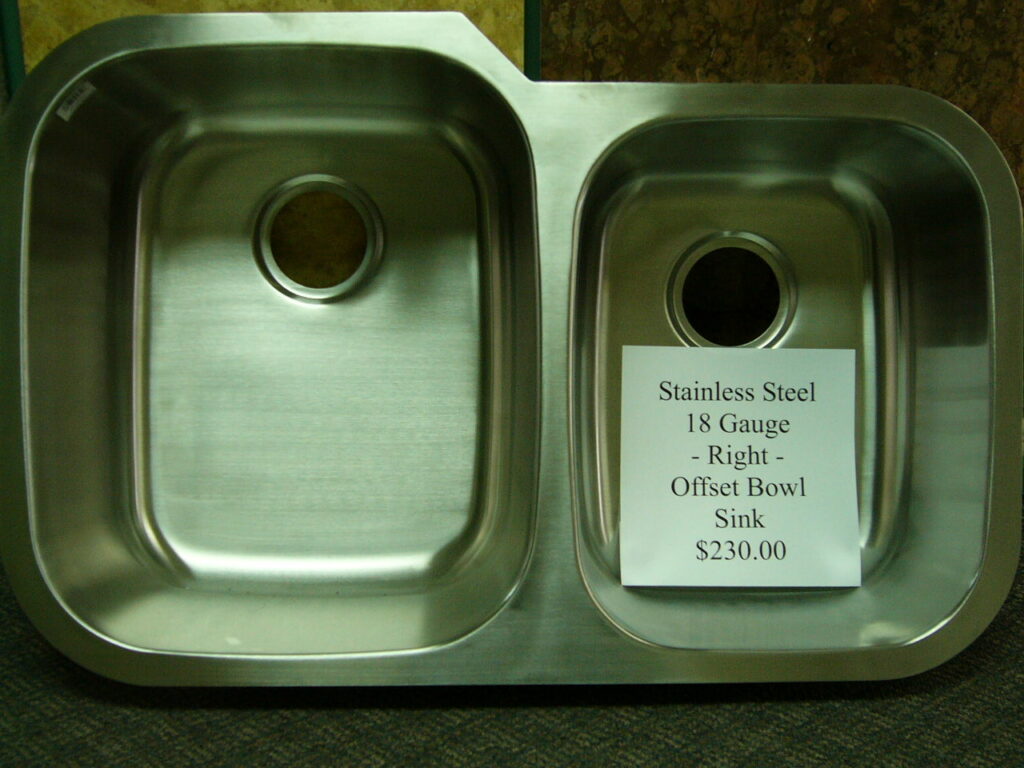 Stainless Steel
18 Gauge
- Right -
Offset Bowl
Sink
$230.00